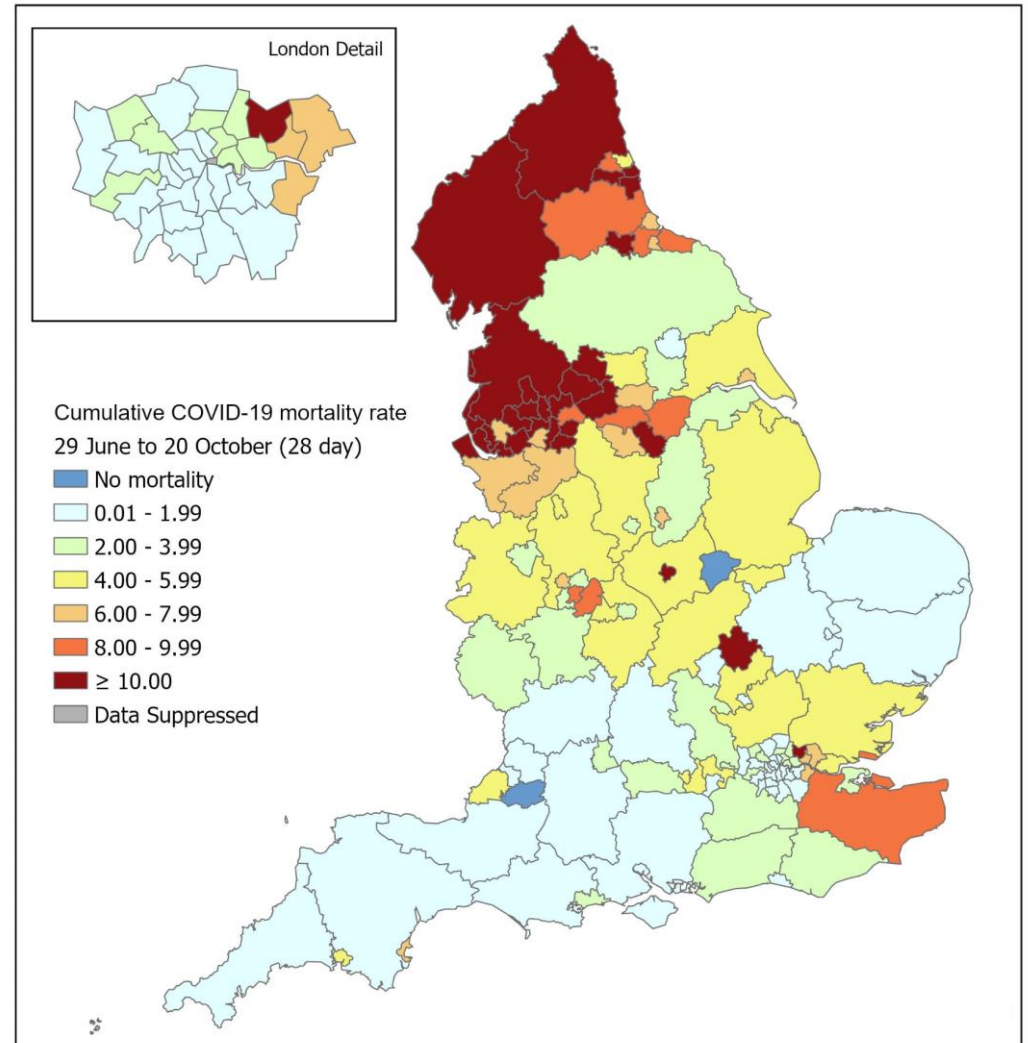 London Detail
Cumulative COVID-19 mortality rate
29 June to 20 October (28 day)
No mortality
0.01 - 1.99
2.00 - 3.99
4.00 - 5.99
6.00 - 7.99
8.00 - 9.99
≥ 10.00
Data Suppressed